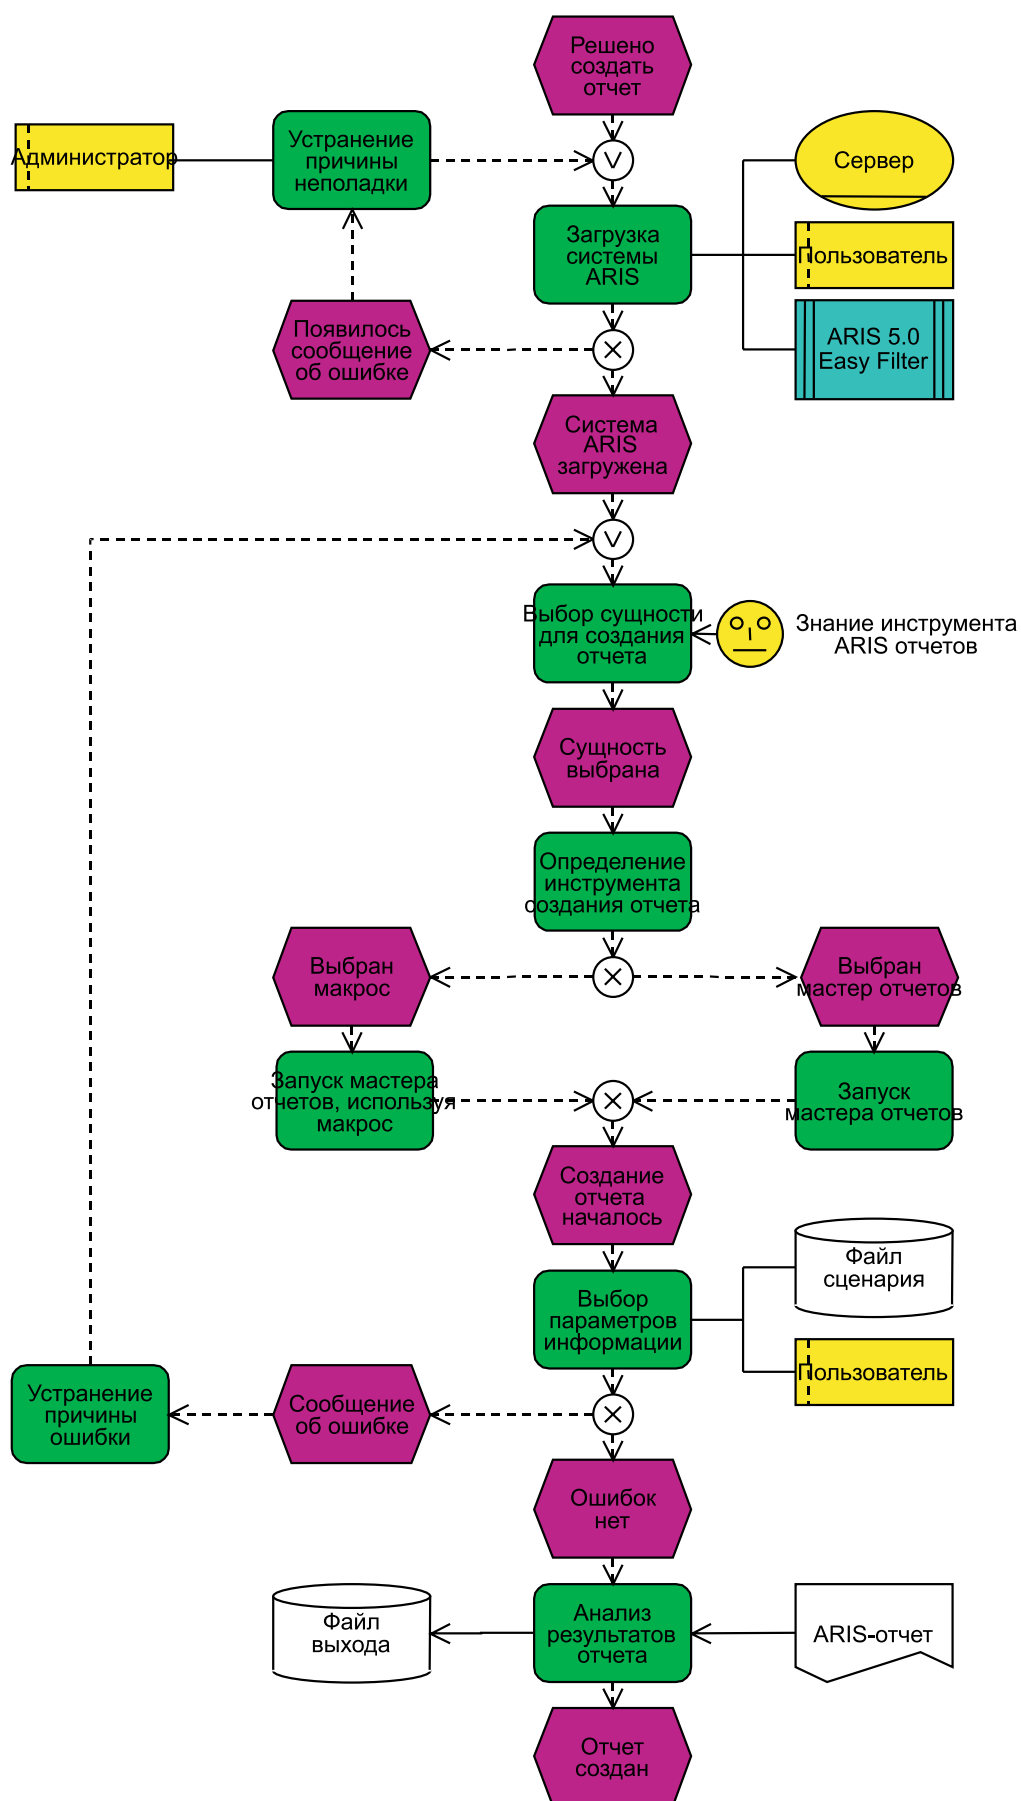 Решено
создать
отчет
Администратор
Устранение
причины
неполадки
Сервер
Загрузка
системы
ARIS
Пользователь
Появилось
сообщение
об ошибке
ARIS 5.0
Easy Filter
Система
ARIS
загружена
Выбор сущности
для создания
отчета
Знание инструмента
ARIS отчетов
Сущность
выбрана
Определение
инструмента
создания отчета
Выбран
макрос
Выбран
мастер отчетов
Запуск мастера
отчетов, используя
макрос
Запуск
мастера отчетов
Создание
отчета
началось
Файл
сценария
Выбор
параметров
информации
Пользователь
Устранение
причины
ошибки
Сообщение
об ошибке
Ошибок
нет
Файл
выхода
Анализ
результатов
отчета
ARIS-отчет
Отчет
создан